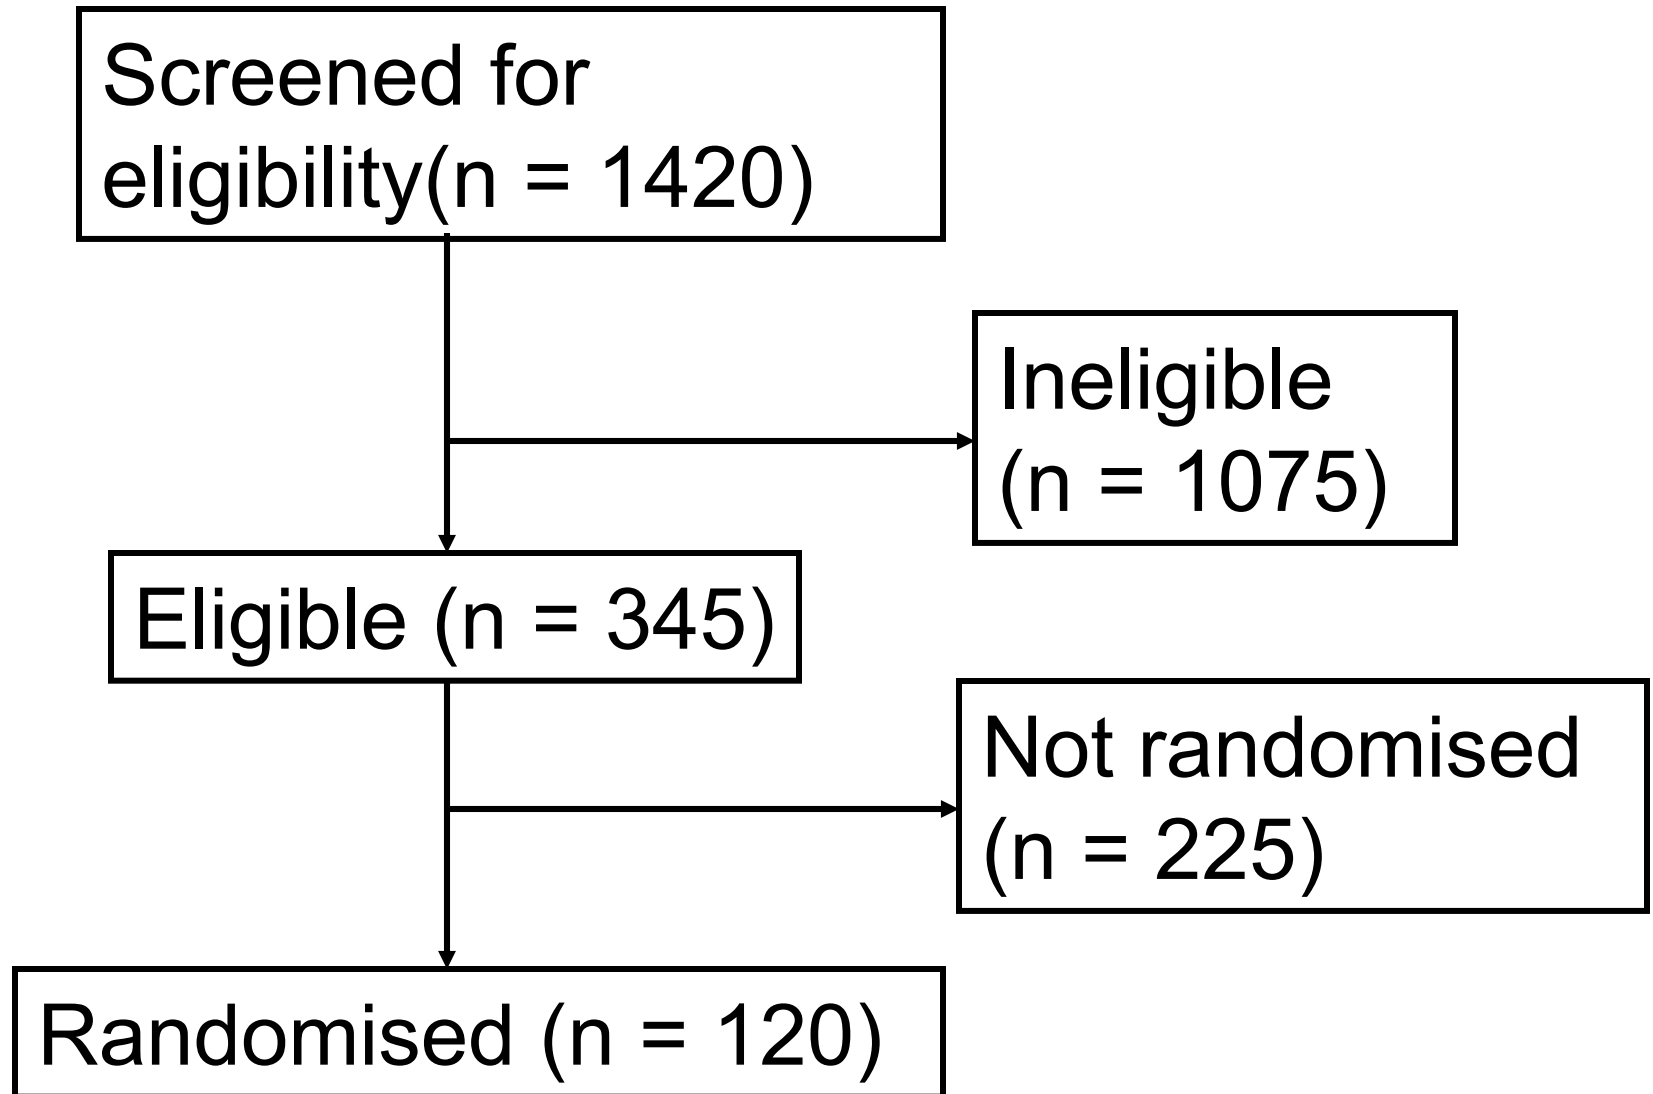 Screened for
eligibility(n = 1420)
Ineligible
(n = 1075)
Eligible (n = 345)
Not randomised
(n = 225)
Randomised (n = 120)